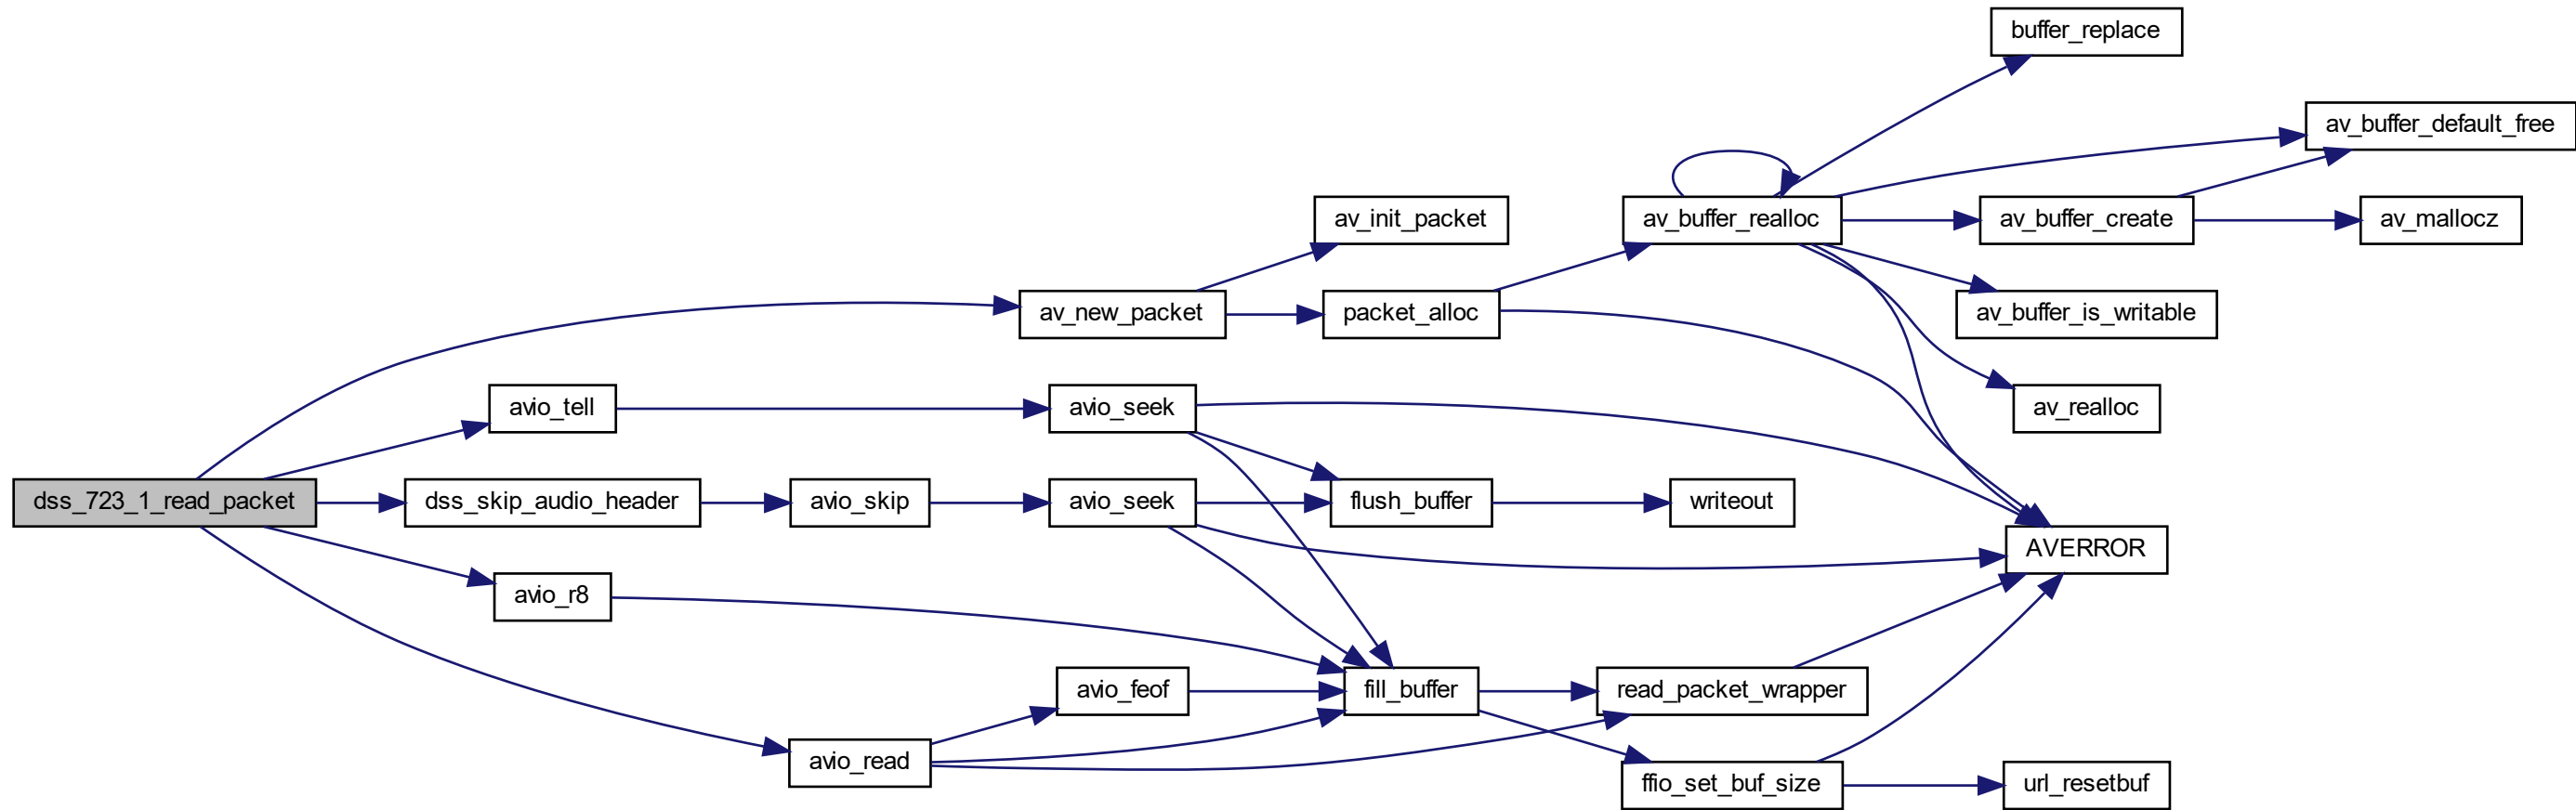 buffer_replace
av_buffer_default_free
av_init_packet
av_buffer_realloc
av_buffer_create
av_mallocz
av_new_packet
packet_alloc
av_buffer_is_writable
avio_tell
avio_seek
av_realloc
dss_723_1_read_packet
dss_skip_audio_header
avio_skip
avio_seek
flush_buffer
writeout
AVERROR
avio_r8
avio_feof
fill_buffer
read_packet_wrapper
avio_read
ffio_set_buf_size
url_resetbuf